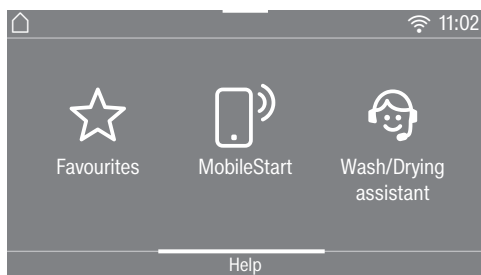 11:02
Favourites
MobileStart
Wash/Drying
assistant
Help